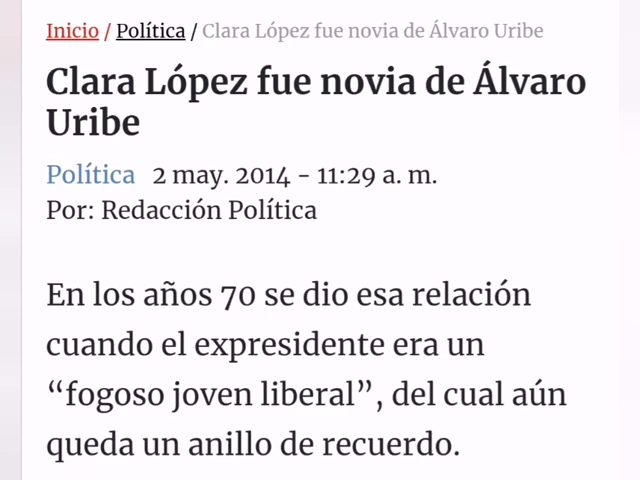 Inicio / Política / Clara López fue novia de Álvaro Uribe
Clara López fue novia de Álvaro
Uribe
Política 2 may. 2014 - 11:29 a. m.
Por: Redacción Política
En los años 70 se dio esa relación
cuando el expresidente era un
“fogoso joven liberal”, del cual aún
queda un anillo de recuerdo.